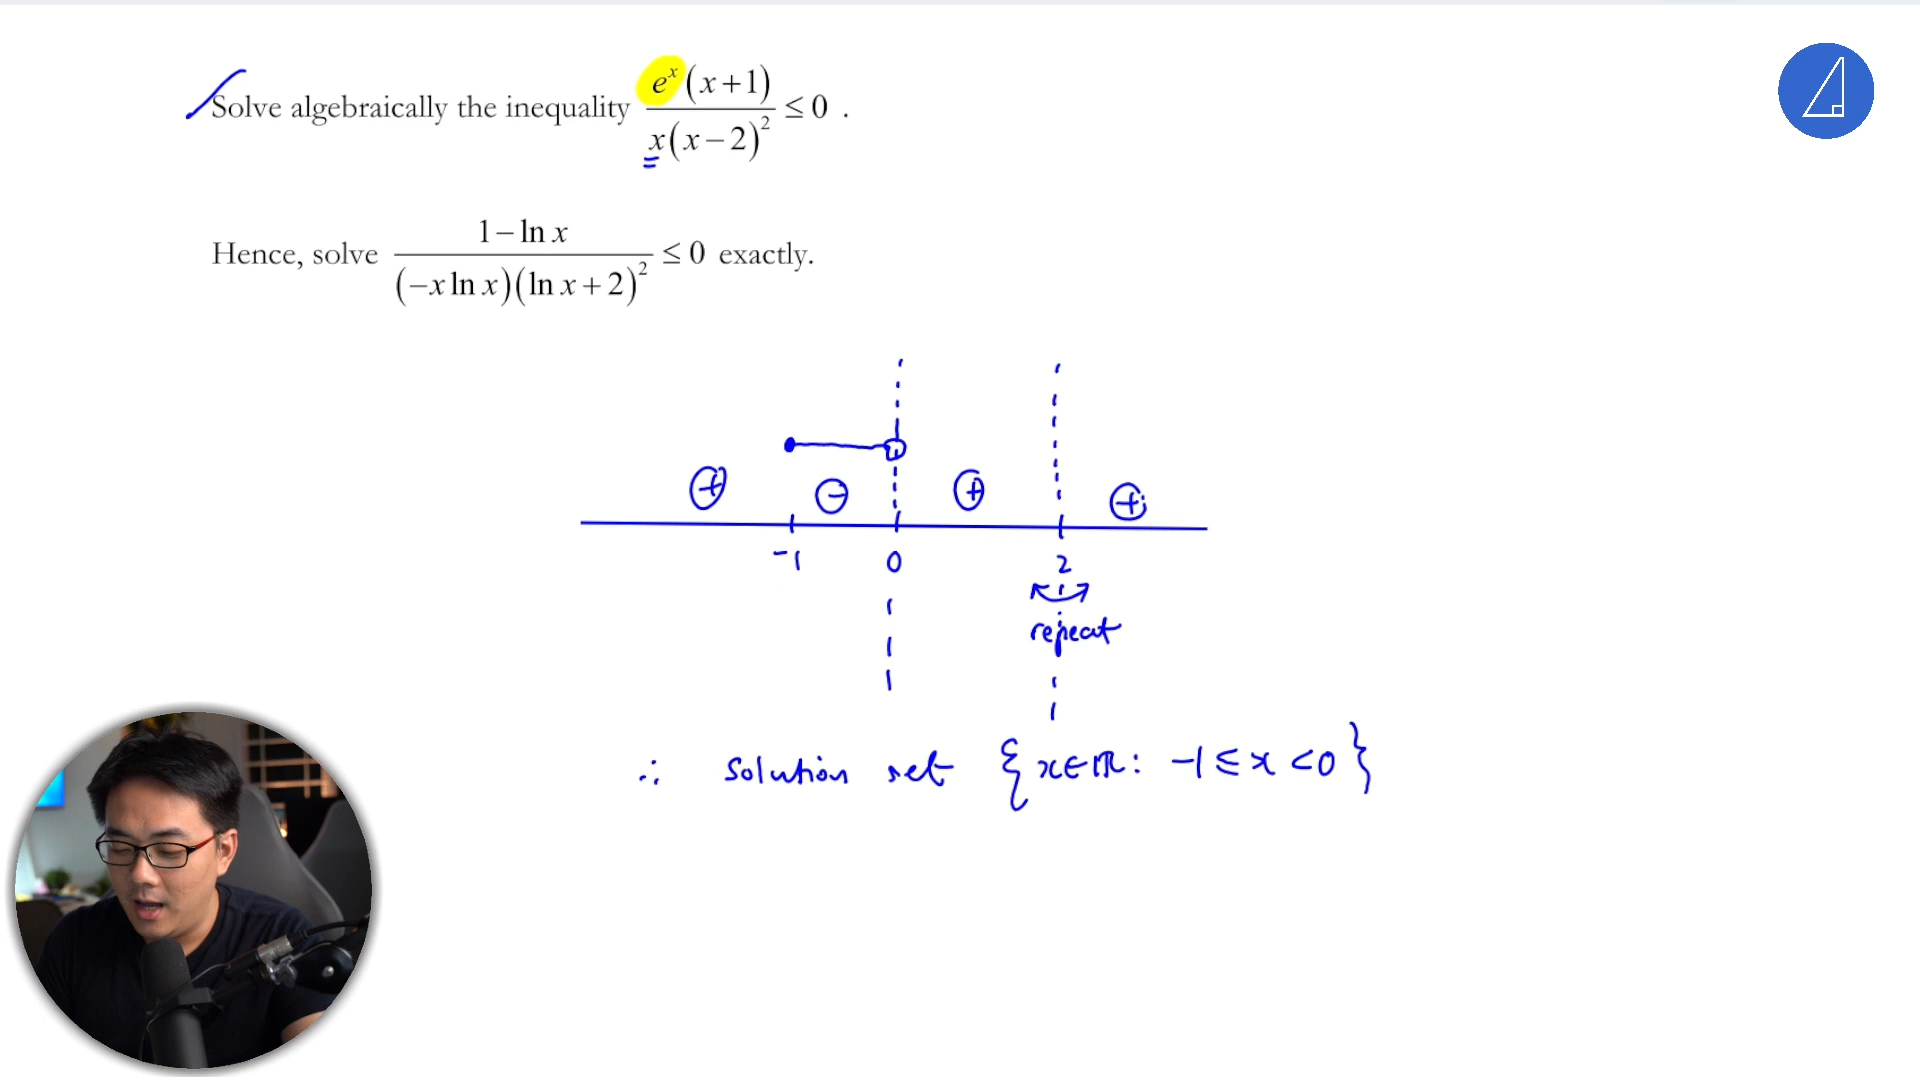 Solve algebraically the inequality e^x (x+1) / x(x−2)^2 ≤ 0 .
Hence, solve 1 − ln x / (−x ln x)(ln x + 2)^2 ≤ 0 exactly.
+ − + +
-1 0 2
repeat
∴ Solution set {x∈ℝ: -1 ≤ x < 0}